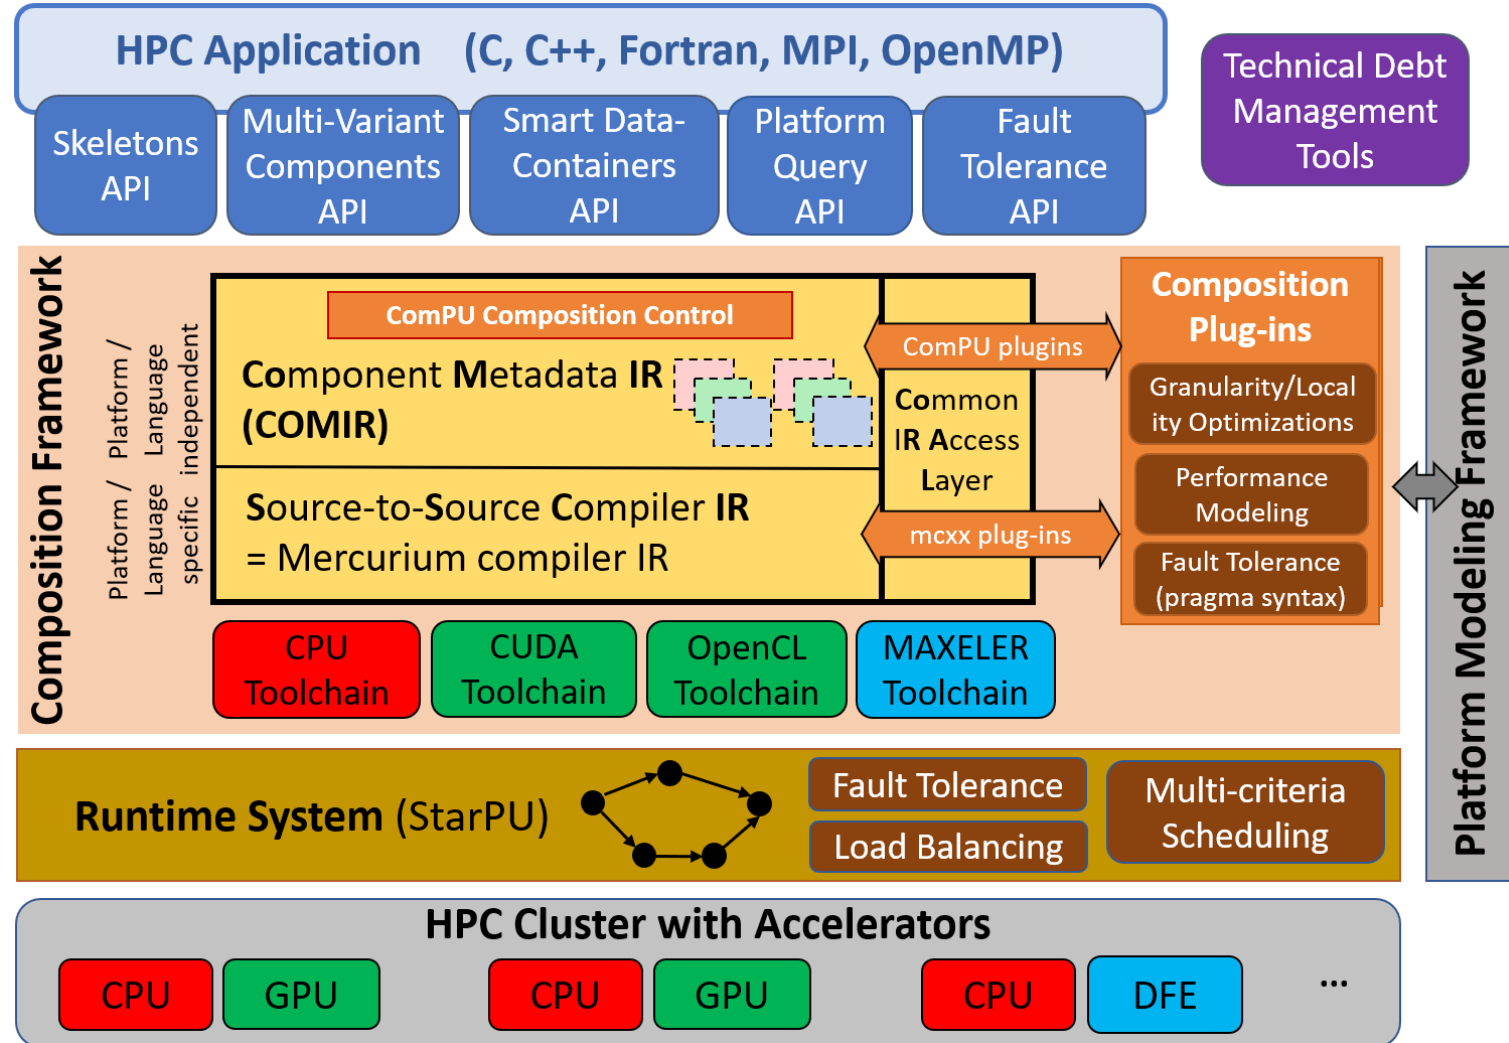 HPC Application (C, C++, Fortran, MPI, OpenMP)
Skeletons
API
Multi-Variant
Components
API
Smart Data-
Containers
API
Platform
Query
API
Fault
Tolerance
API
Technical Debt
Management
Tools
Composition Framework
Platform /
Language
independent
Platform /
Language
specific
ComPU Composition Control
Component Metadata IR
(COMIR)
Source-to-Source Compiler IR
= Mercurium compiler IR
Common
IR Access
Layer
ComPU plugins
mcxx plug-ins
Composition
Plug-ins
Granularity/Local
ity Optimizations
Performance
Modeling
Fault Tolerance
(pragma syntax)
Platform Modeling Framework
CPU
Toolchain
CUDA
Toolchain
OpenCL
Toolchain
MAXELER
Toolchain
Runtime System (StarPU)
Fault Tolerance
Load Balancing
Multi-criteria
Scheduling
HPC Cluster with Accelerators
CPU
GPU
CPU
GPU
CPU
DFE
...